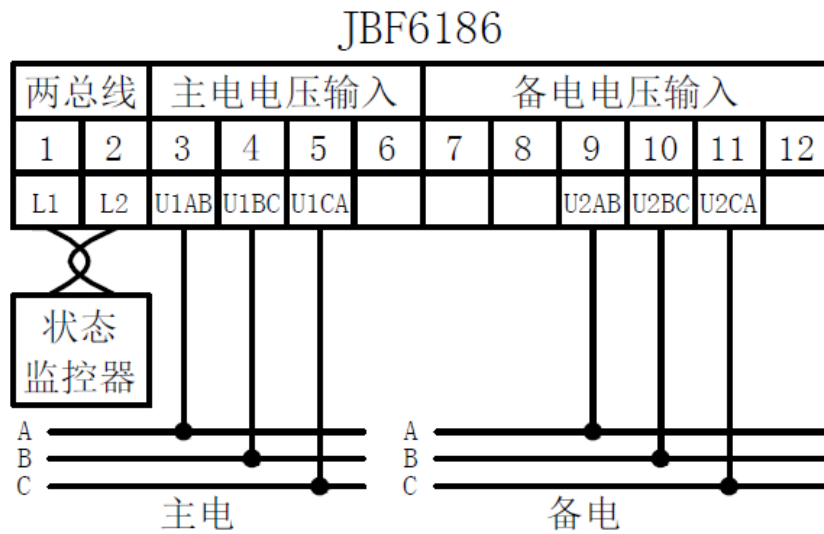 JBF6186
两总线 主电电压输入 备电电压输入
1 2 3 4 5 6 7 8 9 10 11 12
L1 L2 U1AB U1BC U1CA U2AB U2BC U2CA
状态
监控器
A A
B B
C C
主电 备电